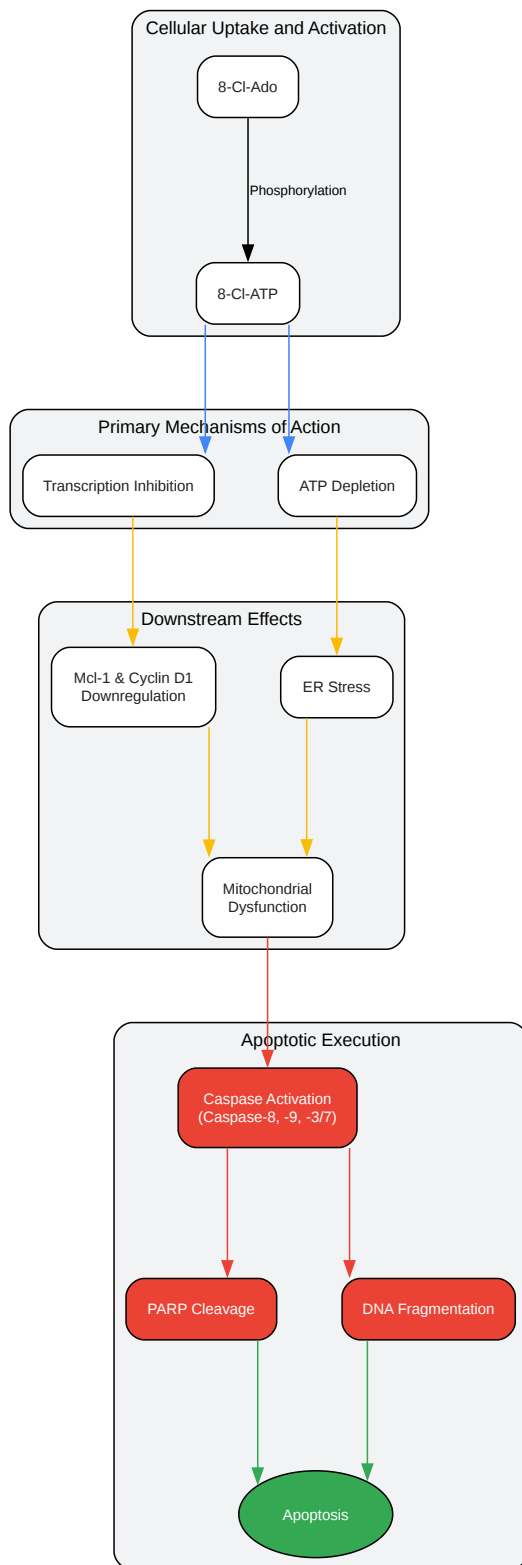 Cellular Uptake and Activation
8-Cl-Ado
Phosphorylation
8-Cl-ATP
Primary Mechanisms of Action
Transcription Inhibition
ATP Depletion
Downstream Effects
Mcl-1 & Cyclin D1
Downregulation
ER Stress
Mitochondrial
Dysfunction
Apoptotic Execution
Caspase Activation
(Caspase-8, -9, -3/7)
PARP Cleavage
DNA Fragmentation
Apoptosis